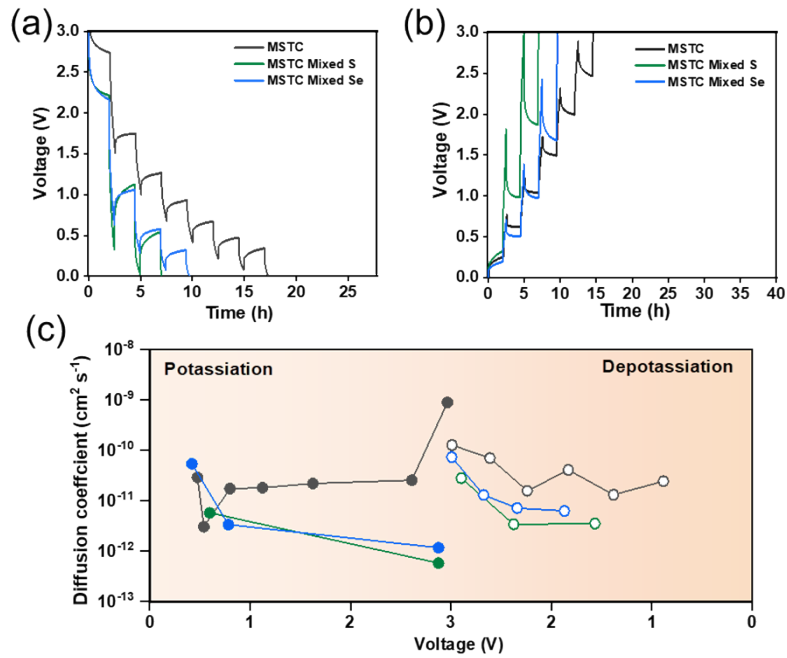 (a)
3.0
2.5
2.0
1.5
1.0
0.5
0.0
Voltage (V)
MSTC
MSTC Mixed S
MSTC Mixed Se
0 5 10 15 20 25
Time (h)
(b)
3.0
2.5
2.0
1.5
1.0
0.5
0.0
Voltage (V)
MSTC
MSTC Mixed S
MSTC Mixed Se
0 5 10 15 20 25 30 35 40
Time (h)
(c)
10⁻⁸
10⁻⁹
10⁻¹⁰
10⁻¹¹
10⁻¹²
10⁻¹³
Diffusion coeffcient (cm² s⁻¹)
Potassiation
Depotassiation
0 1 2 3 2 1 0
Voltage (V)